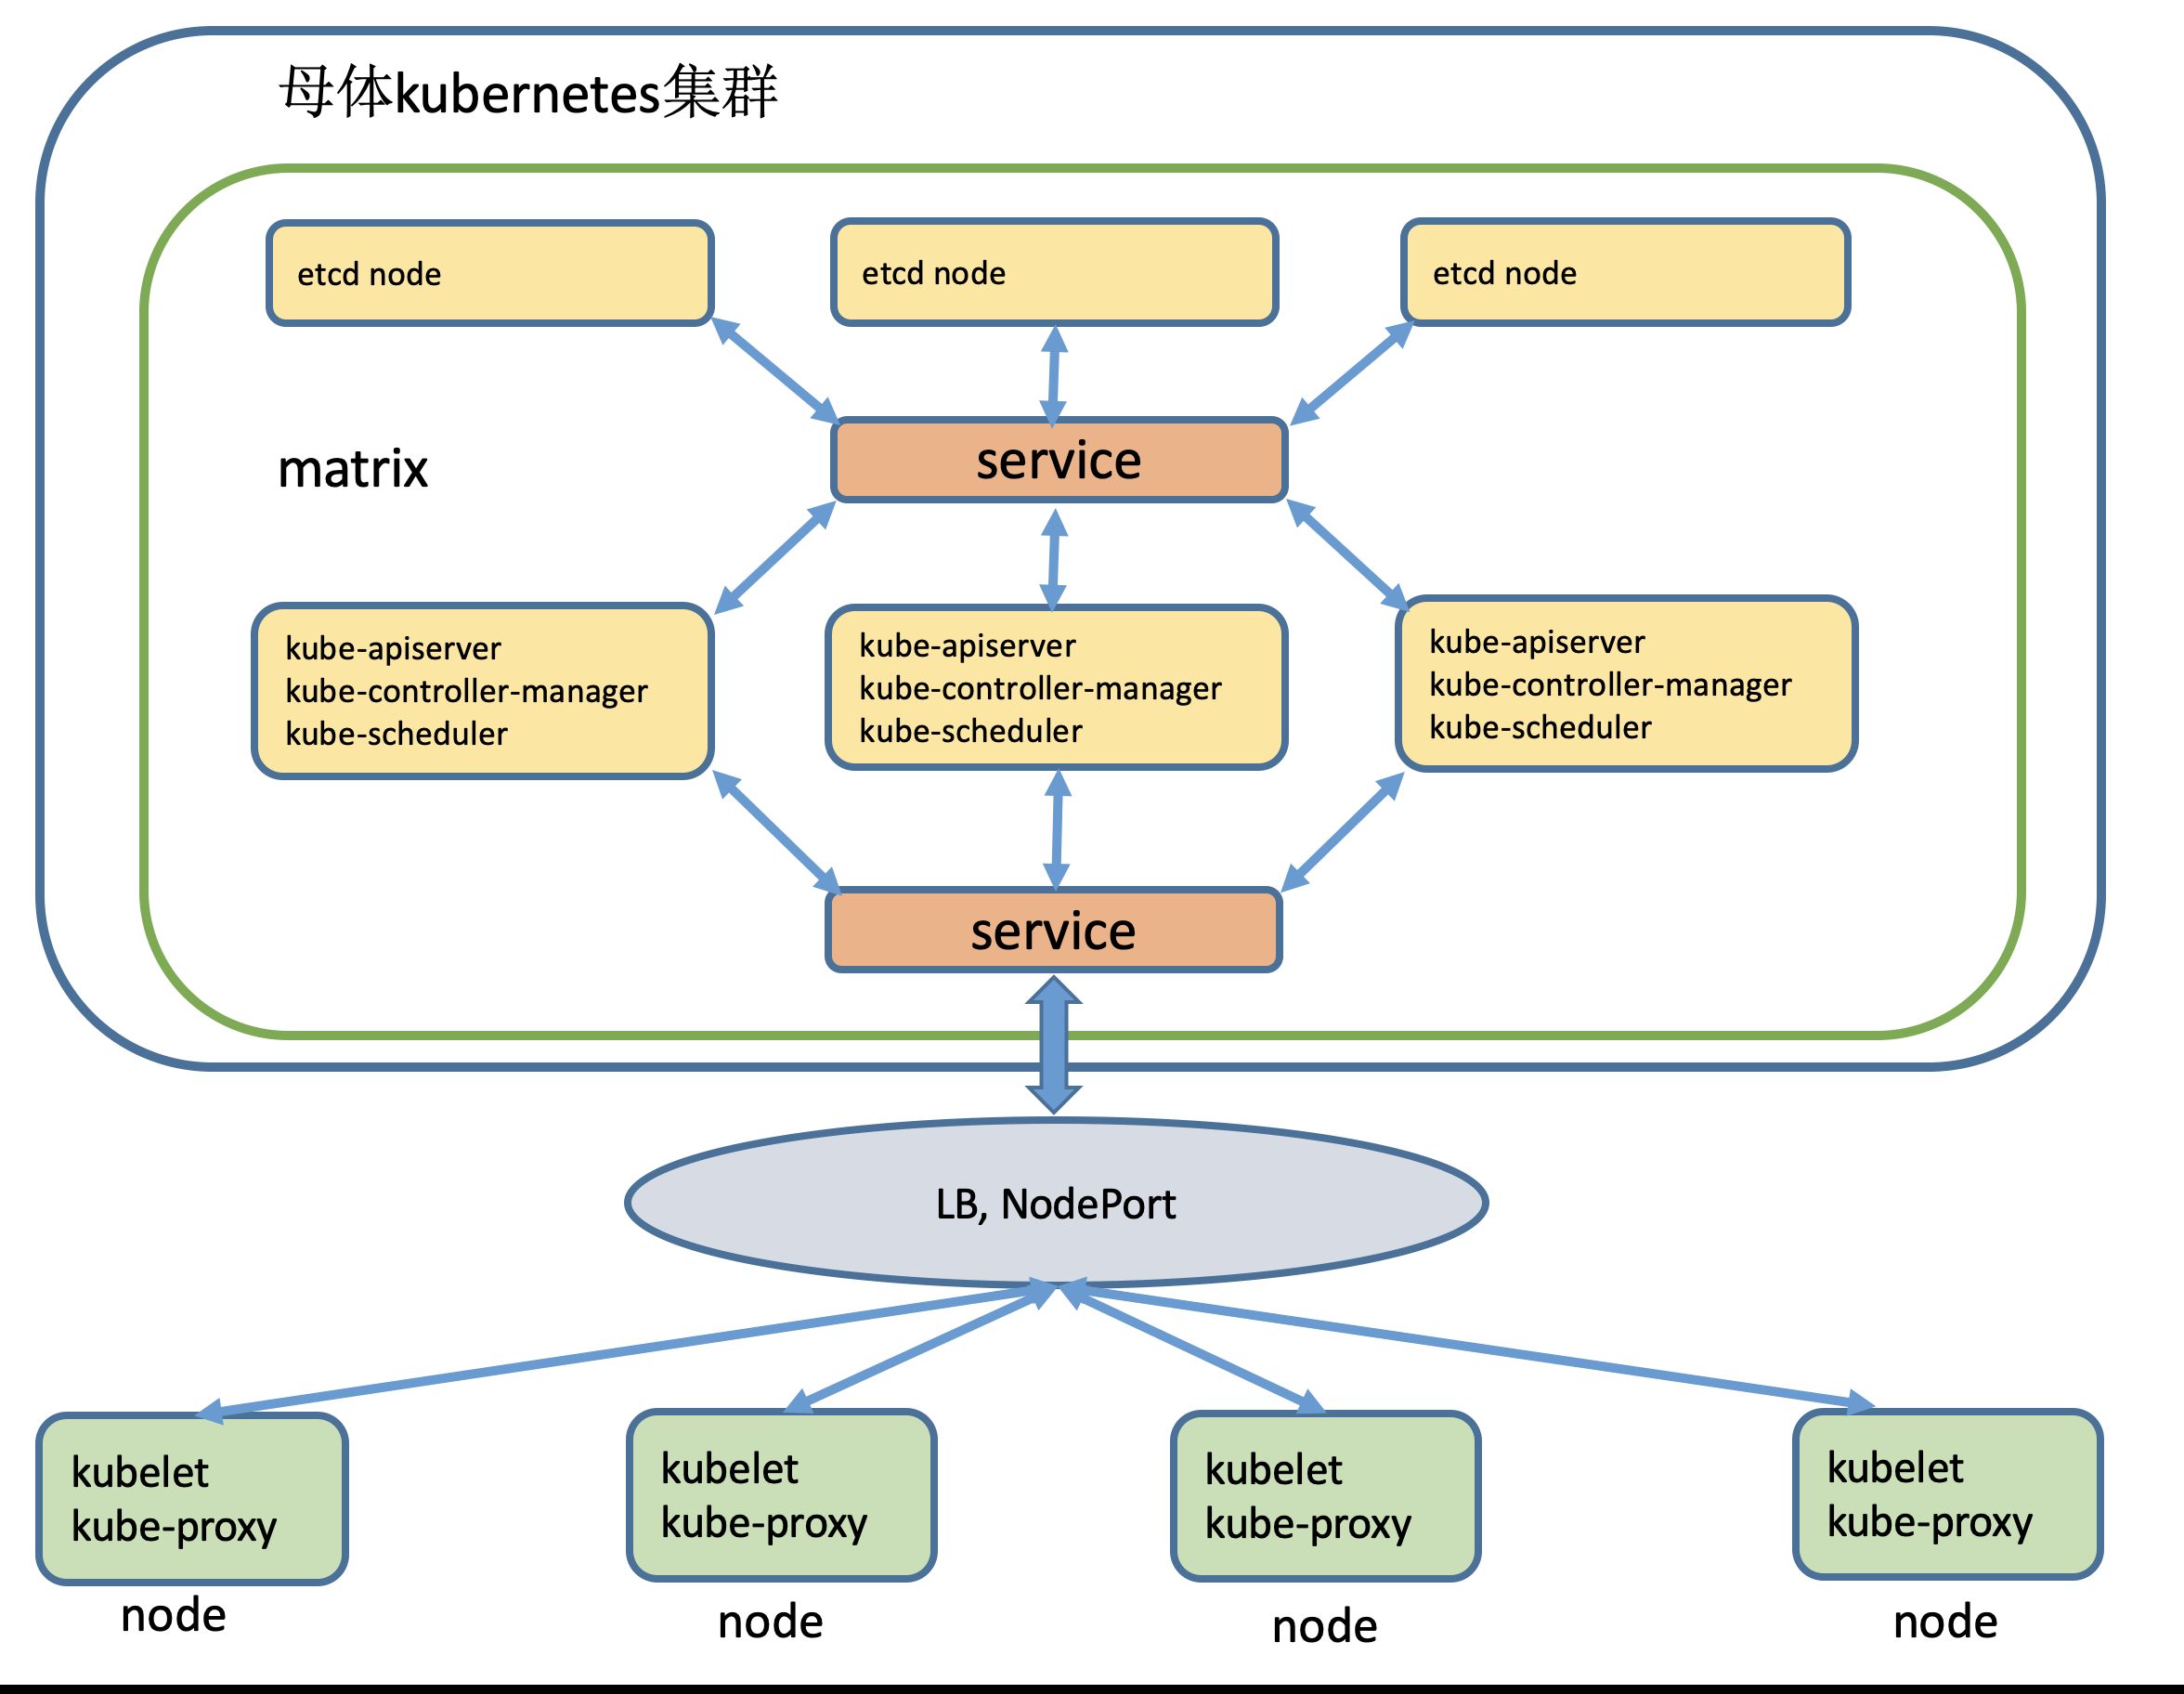 母体kubernetes集群
etcd node
etcd node
etcd node
service
matrix
kube-apiserver
kube-controller-manager
kube-scheduler
kube-apiserver
kube-controller-manager
kube-scheduler
kube-apiserver
kube-controller-manager
kube-scheduler
service
LB, NodePort
kubelet
kube-proxy
node
kubelet
kube-proxy
node
kubelet
kube-proxy
node
kubelet
kube-proxy
node